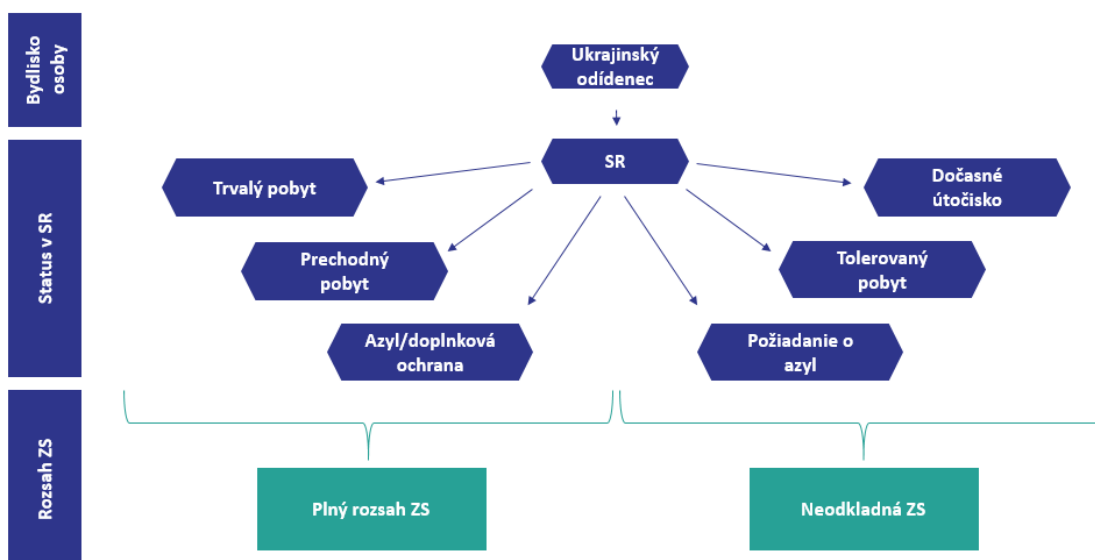 Bydlisko
osoby
Ukrajinský
odídenec
Status v SR
SR
Trvalý pobyt
Dočasné
útočisko
Prechodný
pobyt
Tolerovaný
pobyt
Azyl/doplnková
ochrana
Požiadanie o
azyl
Rozsah ZS
Plný rozsah ZS
Neodkladná ZS